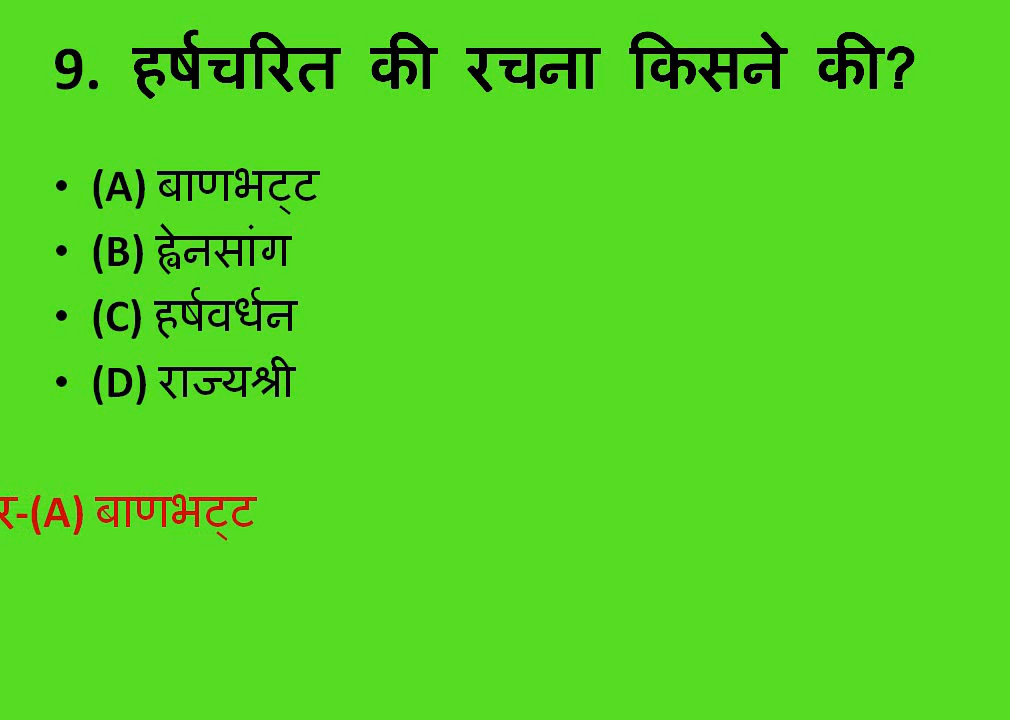 9. हर्षचरित की रचना किसने की?
• (A) बाणभट्ट
• (B) ह्वेनसांग
• (C) हर्षवर्धन
• (D) राज्यश्री
र-(A) बाणभट्ट